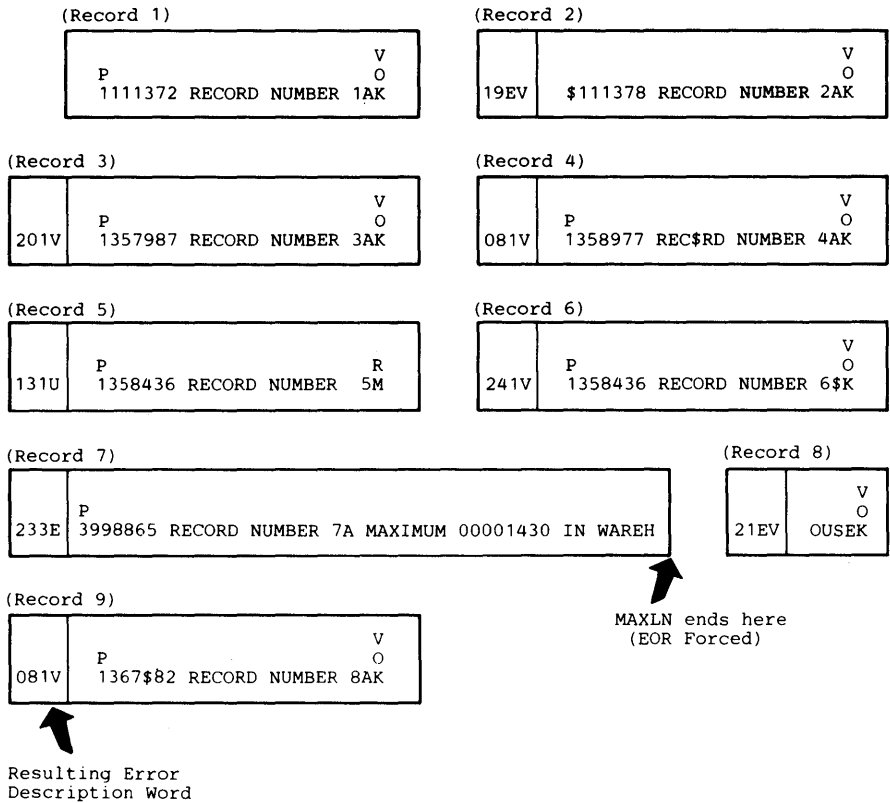 (Record 1)
V
P O
1111372 RECORD NUMBER 1AK
(Record 2)
V
O
19EV $111378 RECORD NUMBER 2AK
(Record 3)
V
P O
201V 1357987 RECORD NUMBER 3AK
(Record 4)
V
P O
081V 1358977 REC$RD NUMBER 4AK
(Record 5)
P R
131U 1358436 RECORD NUMBER 5M
(Record 6)
V
P O
241V 1358436 RECORD NUMBER 6$K
(Record 7)
P
233E 3998865 RECORD NUMBER 7A MAXIMUM 00001430 IN WAREH
(Record 8)
V
O
21EV OUSEK
MAXLN ends here
(EOR Forced)
(Record 9)
V
P O
081V 1367$82 RECORD NUMBER 8AK
Resulting Error
Description Word